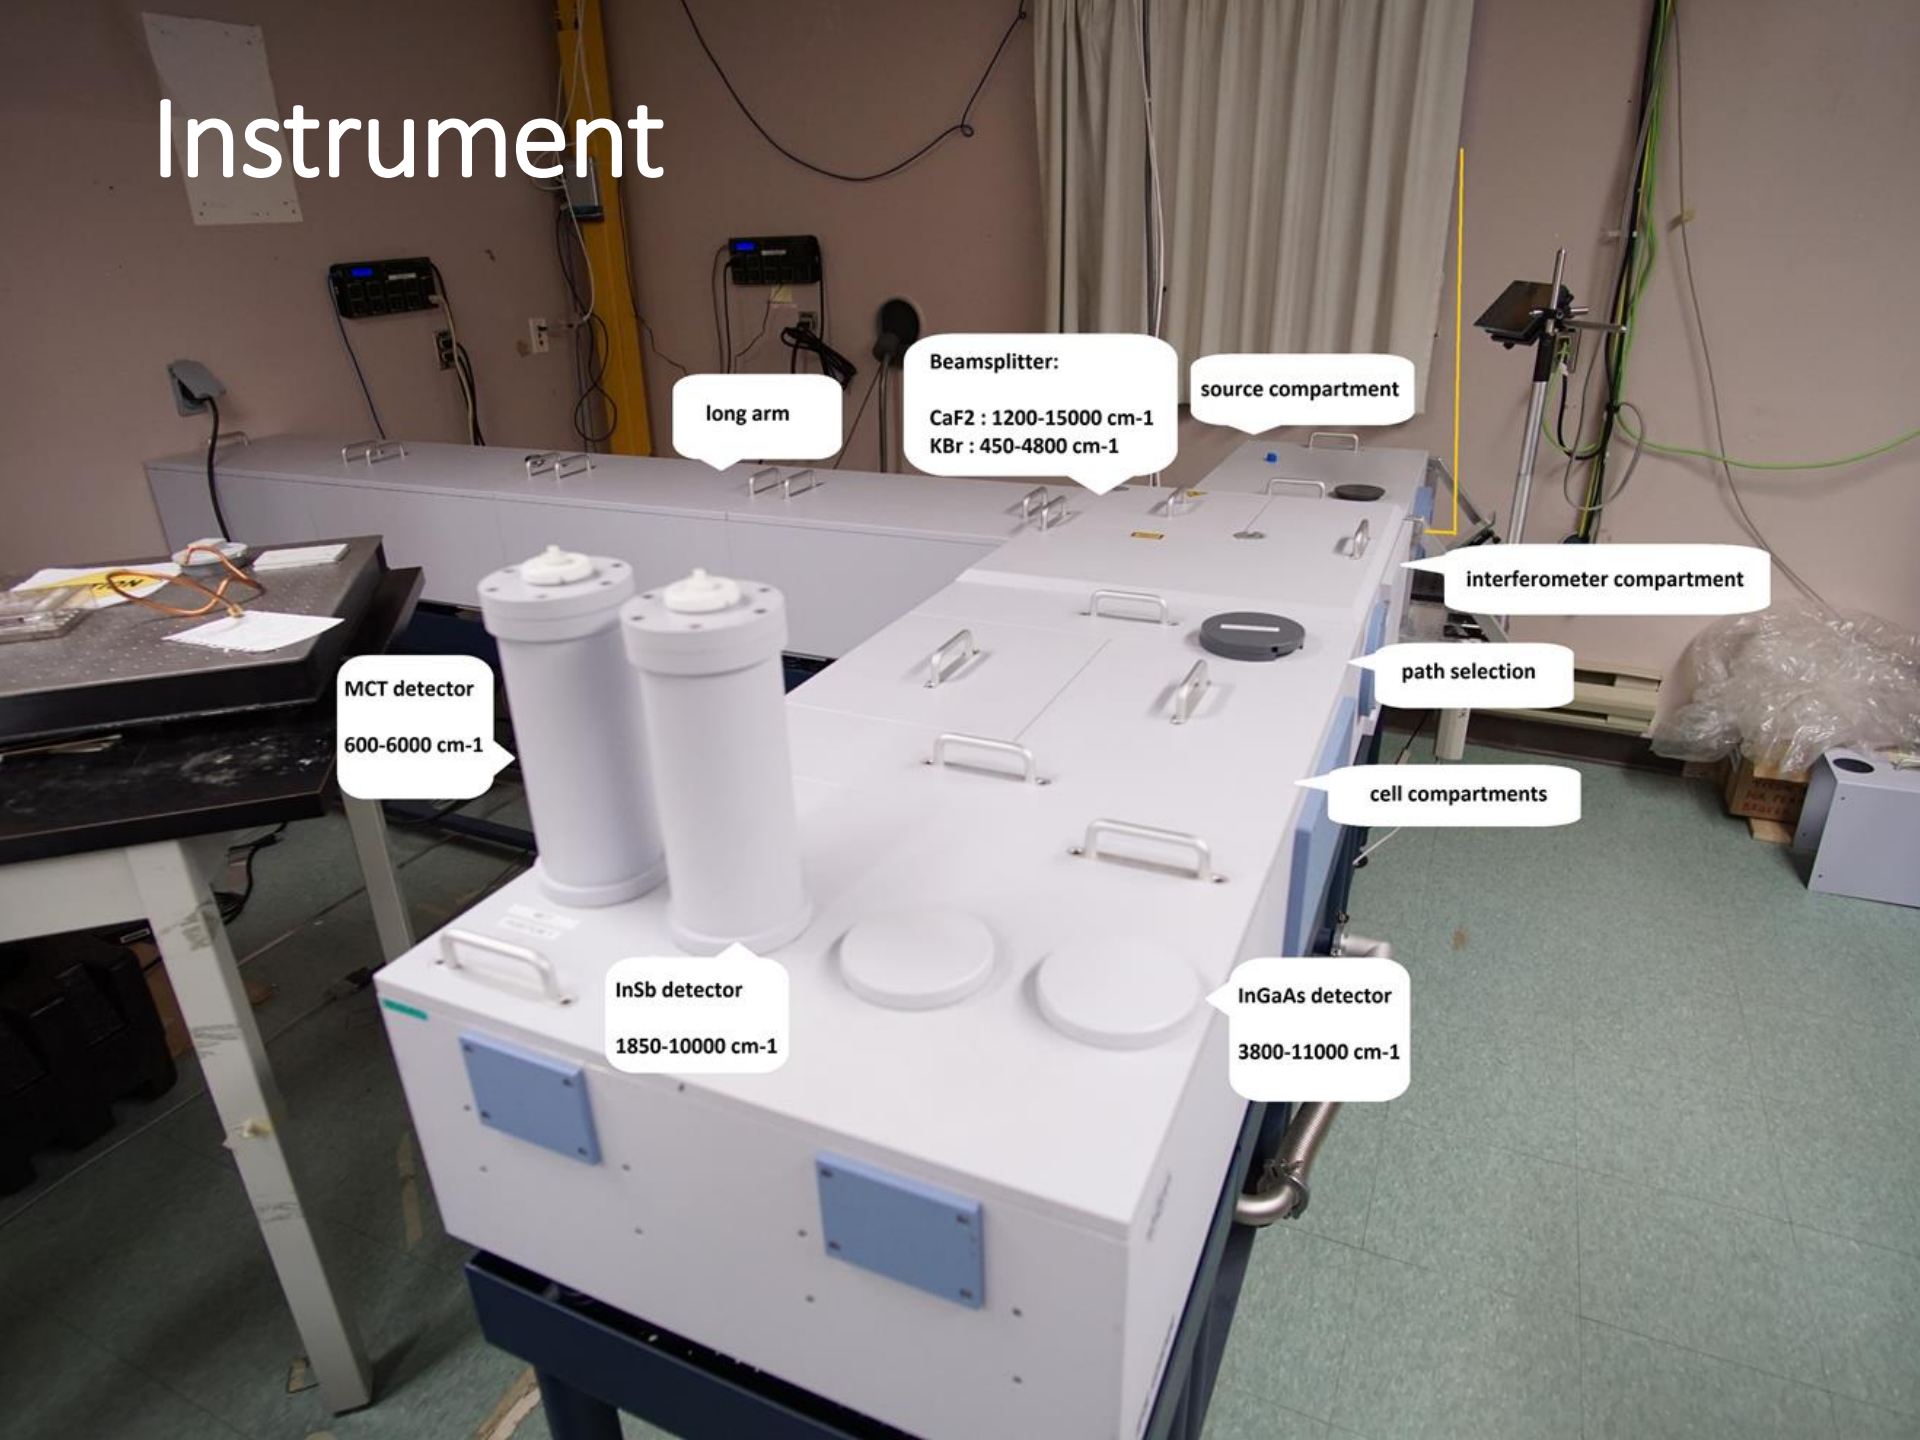 Instrument
long arm
Beamsplitter:
CaF2 : 1200-15000 cm-1
KBr : 450-4800 cm-1
source compartment
interferometer compartment
path selection
cell compartments
MCT detector
600-6000 cm-1
InSb detector
1850-10000 cm-1
InGaAs detector
3800-11000 cm-1